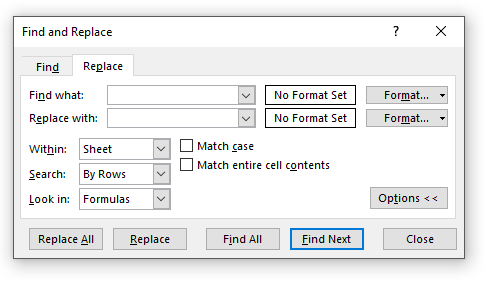 Find and Replace ? ×
Find Replace
Find what: No Format Set Format...
Replace with: No Format Set Format...
Within: Sheet Match case
Search: By Rows Match entire cell contents
Look in: Formulas Options <<
Replace All Replace Find All Find Next Close